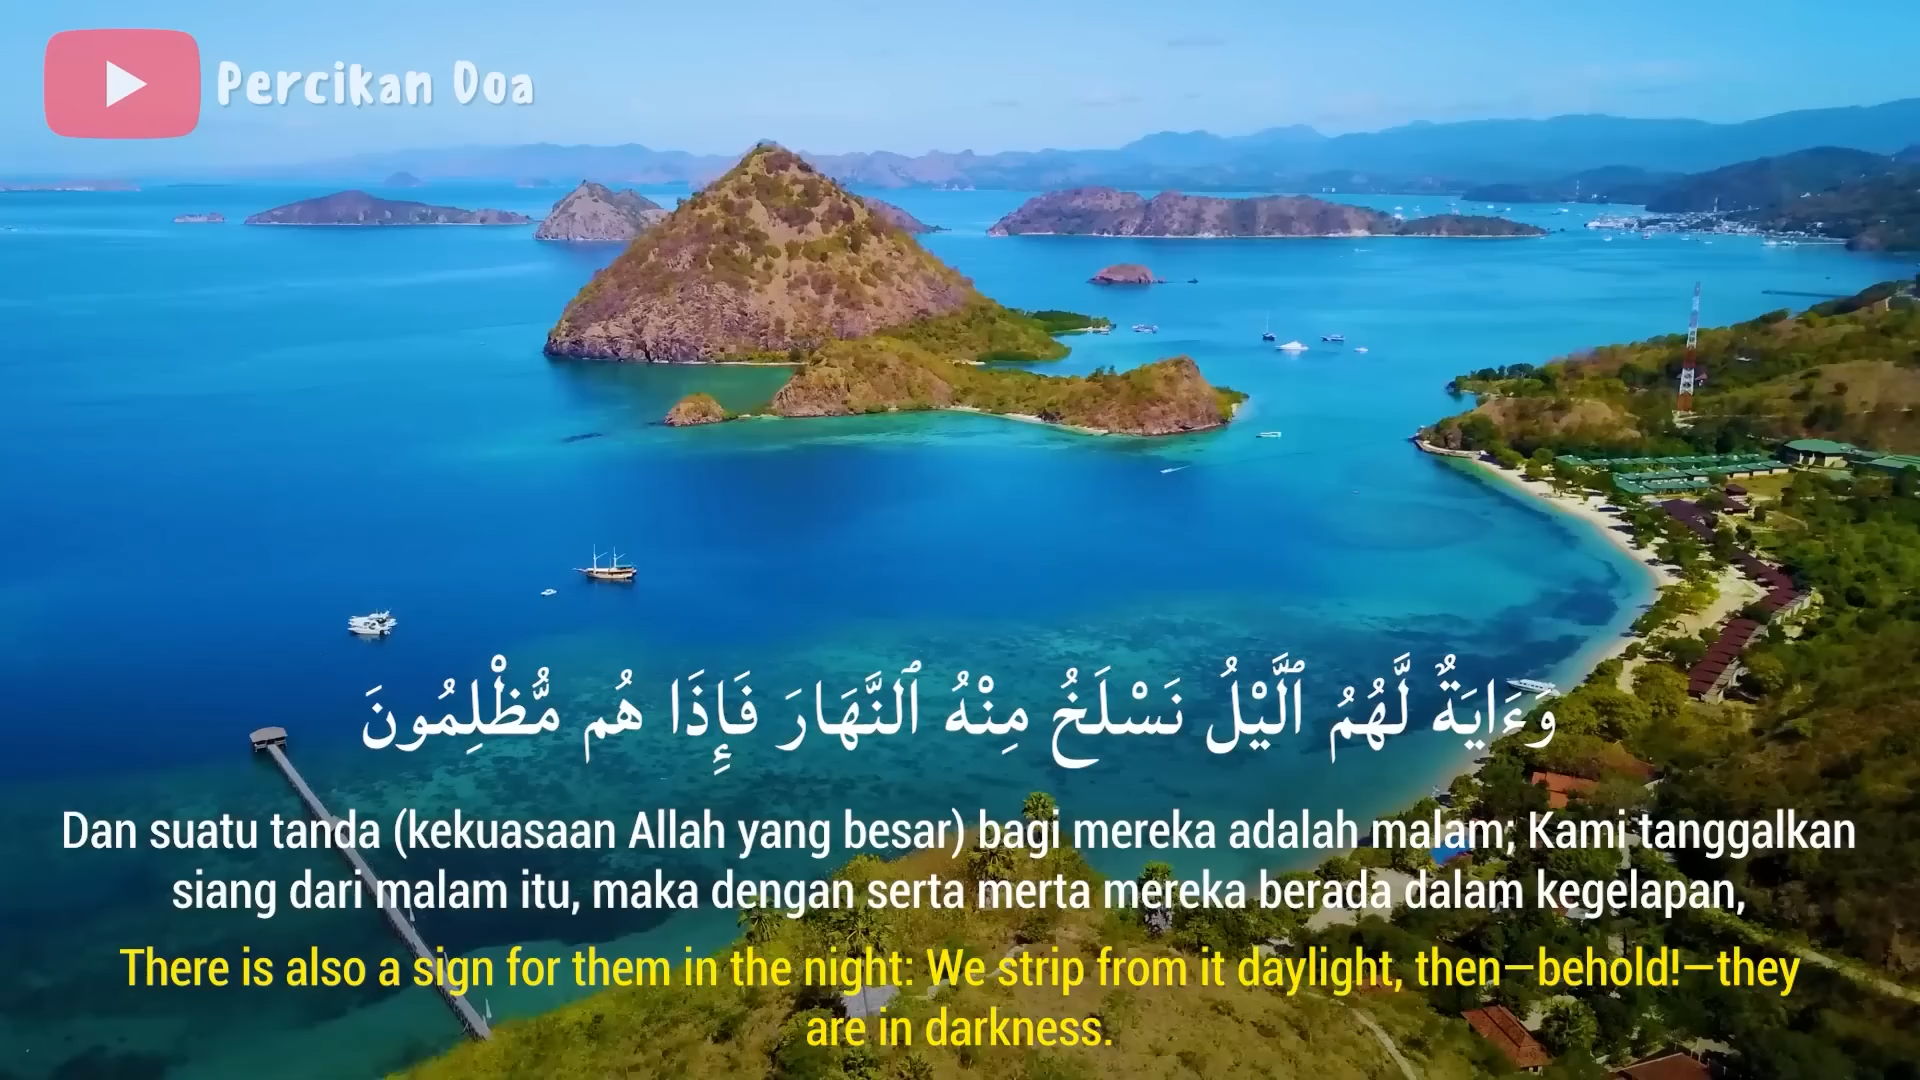 Percikan Doa
وَءَايَةٌ لَّهُمُ ٱلَّيْلُ نَسْلَخُ مِنْهُ ٱلنَّهَارَ فَإِذَا هُم مُّظْلِمُونَ
Dan suatu tanda (kekuasaan Allah yang besar) bagi mereka adalah malam; Kami tanggalkan
siang dari malam itu, maka dengan serta merta mereka berada dalam kegelapan,
There is also a sign for them in the night: We strip from it daylight, then—behold!—they
are in darkness.